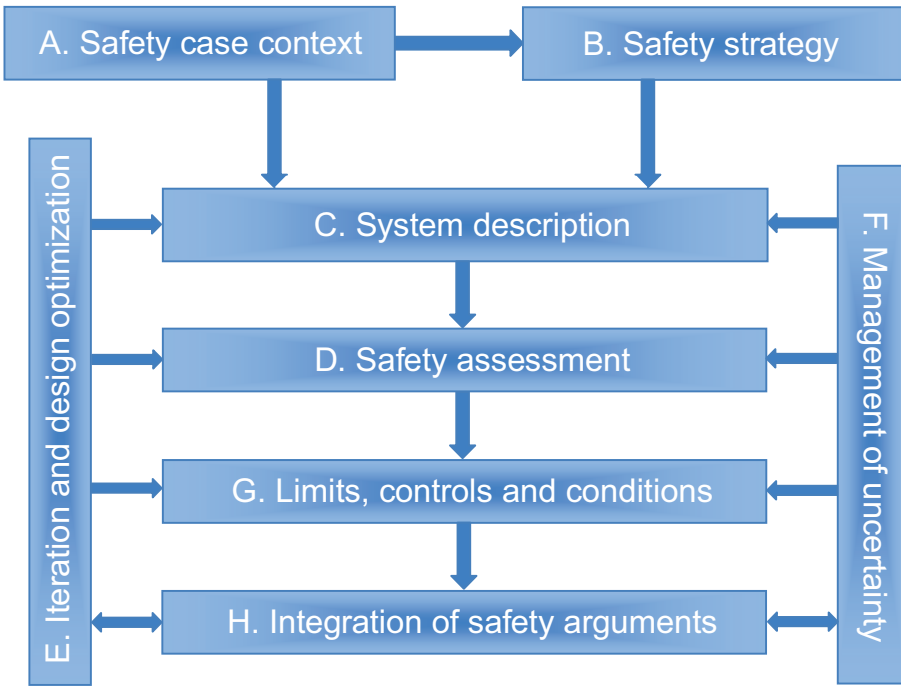 A. Safety case context
B. Safety strategy
C. System description
D. Safety assessment
G. Limits, controls and conditions
H. Integration of safety arguments
E. Iteration and design optimization
F. Management of uncertainty